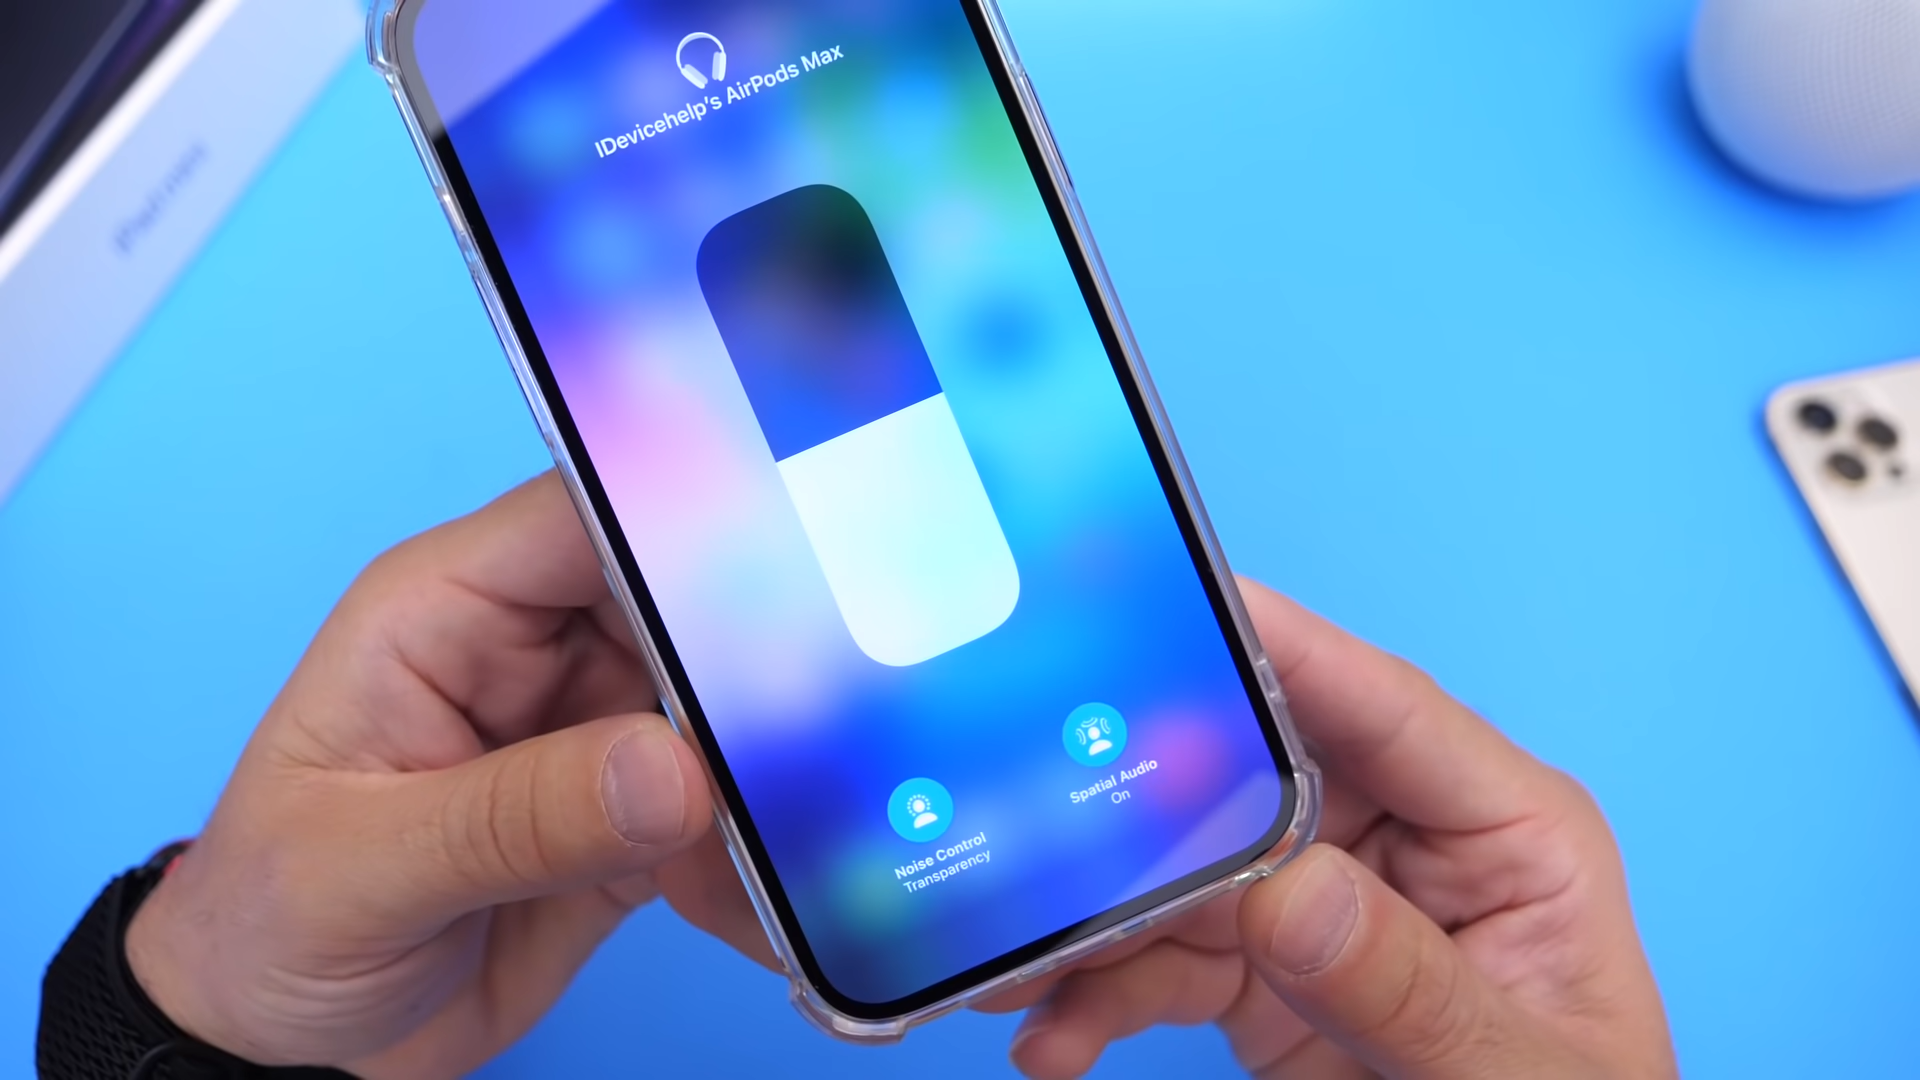 IDevicehelp's AirPods Max
Spatial Audio
On
Noise Control
Transparency